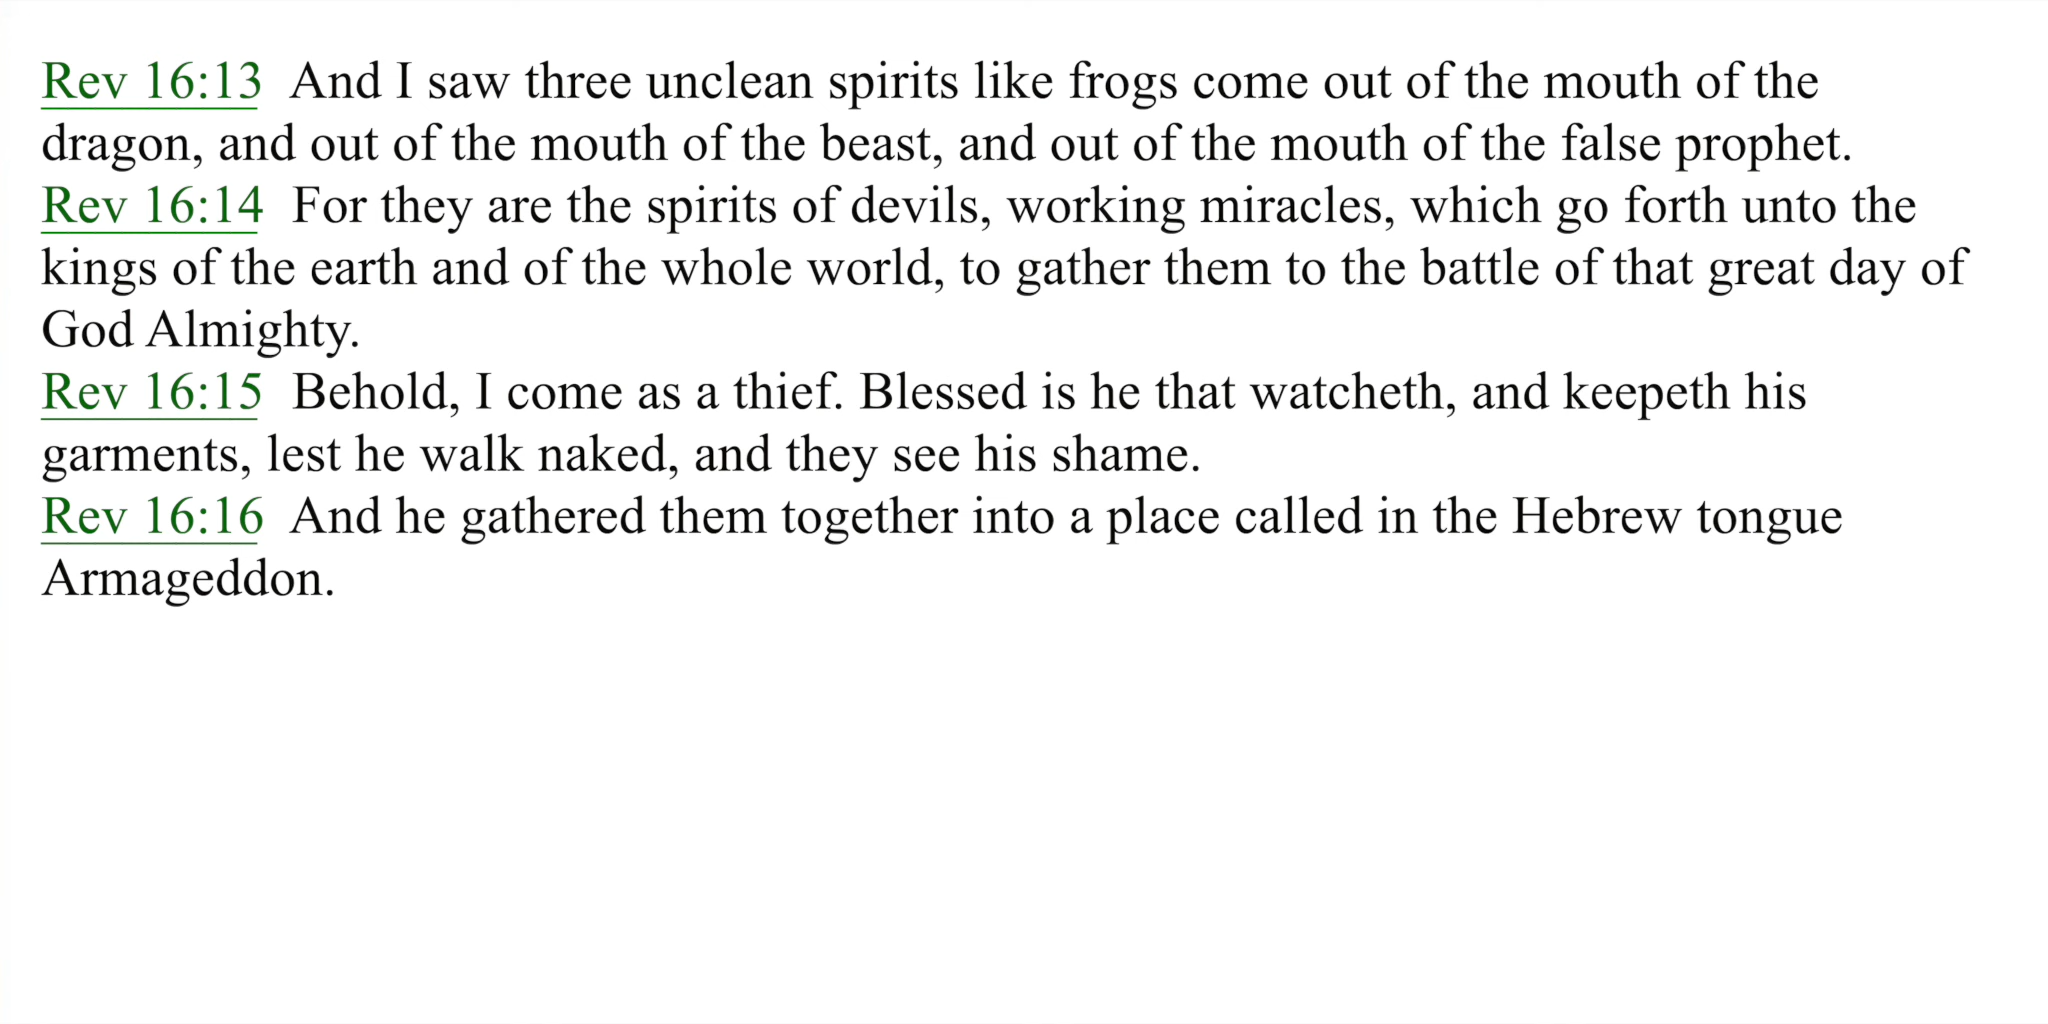 Rev 16:13 And I saw three unclean spirits like frogs come out of the mouth of the
dragon, and out of the mouth of the beast, and out of the mouth of the false prophet.
Rev 16:14 For they are the spirits of devils, working miracles, which go forth unto the
kings of the earth and of the whole world, to gather them to the battle of that great day of
God Almighty.
Rev 16:15 Behold, I come as a thief. Blessed is he that watcheth, and keepeth his
garments, lest he walk naked, and they see his shame.
Rev 16:16 And he gathered them together into a place called in the Hebrew tongue
Armageddon.